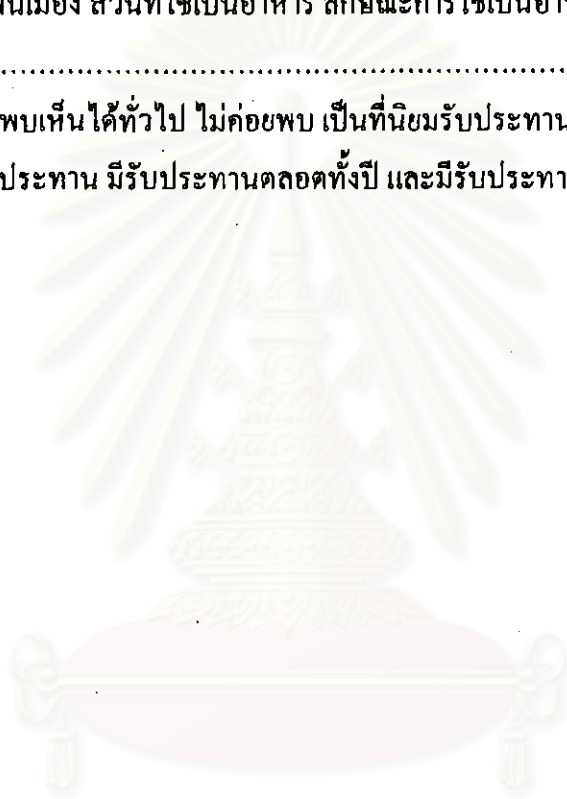 พื้นเมือง ส่วนที่ใช้เป็นอาหาร ลักษณะการใช้เป็นอา
....................................................................
พบเห็นได้ทั่วไป ไม่ค่อยพบ เป็นที่นิยมรับประทาน
ประทาน มีรับประทานตลอดทั้งปี และมีรับประทา